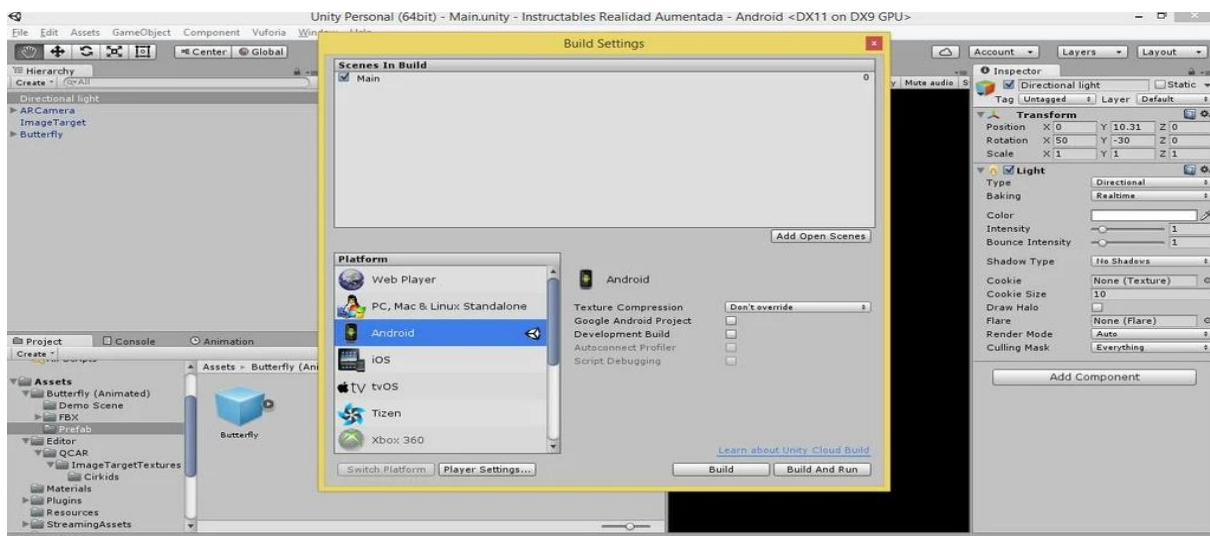 Unity Personal (64bit) - Main.unity - Instructables Realidad Aumentada - Android <DX11 on DX9 GPU>
File Edit Assets GameObject Component Vuforia
Center Global
Account Layers Layout
Hierarchy
Create All
Directional light
ARCamera
ImageTarget
Butterfly
Build Settings
Scenes In Build
Main 0
Add Open Scenes
Platform
Web Player
PC, Mac & Linux Standalone
Android
iOS
tvOS
Tizen
Xbox 360
Android
Texture Compression Don't override
Google Android Project
Development Build
Autoconnect Profiler
Script Debugging
Learn about Unity Cloud Build
Switch Platform Player Settings...
Build Build And Run
Mute audio
Inspector
Directional light Static
Tag Untagged Layer Default
Transform
Position X 0 Y 10.31 Z 0
Rotation X 50 Y -30 Z 0
Scale X 1 Y 1 Z 1
Light
Type Directional
Baking Realtime
Color
Intensity 1
Bounce Intensity 1
Shadow Type No Shadows
Cookie None (Texture)
Cookie Size 10
Draw Halo
Flare None (Flare)
Render Mode Auto
Culling Mask Everything
Add Component
Project Console Animation
Create
Assets
Butterfly (Animated)
Demo Scene
FBX
Prefab
Editor
QCAR
ImageTargetTextures
Cirkids
Materials
Plugins
Resources
StreamingAssets
Assets Butterfly (Ani
Butterfly